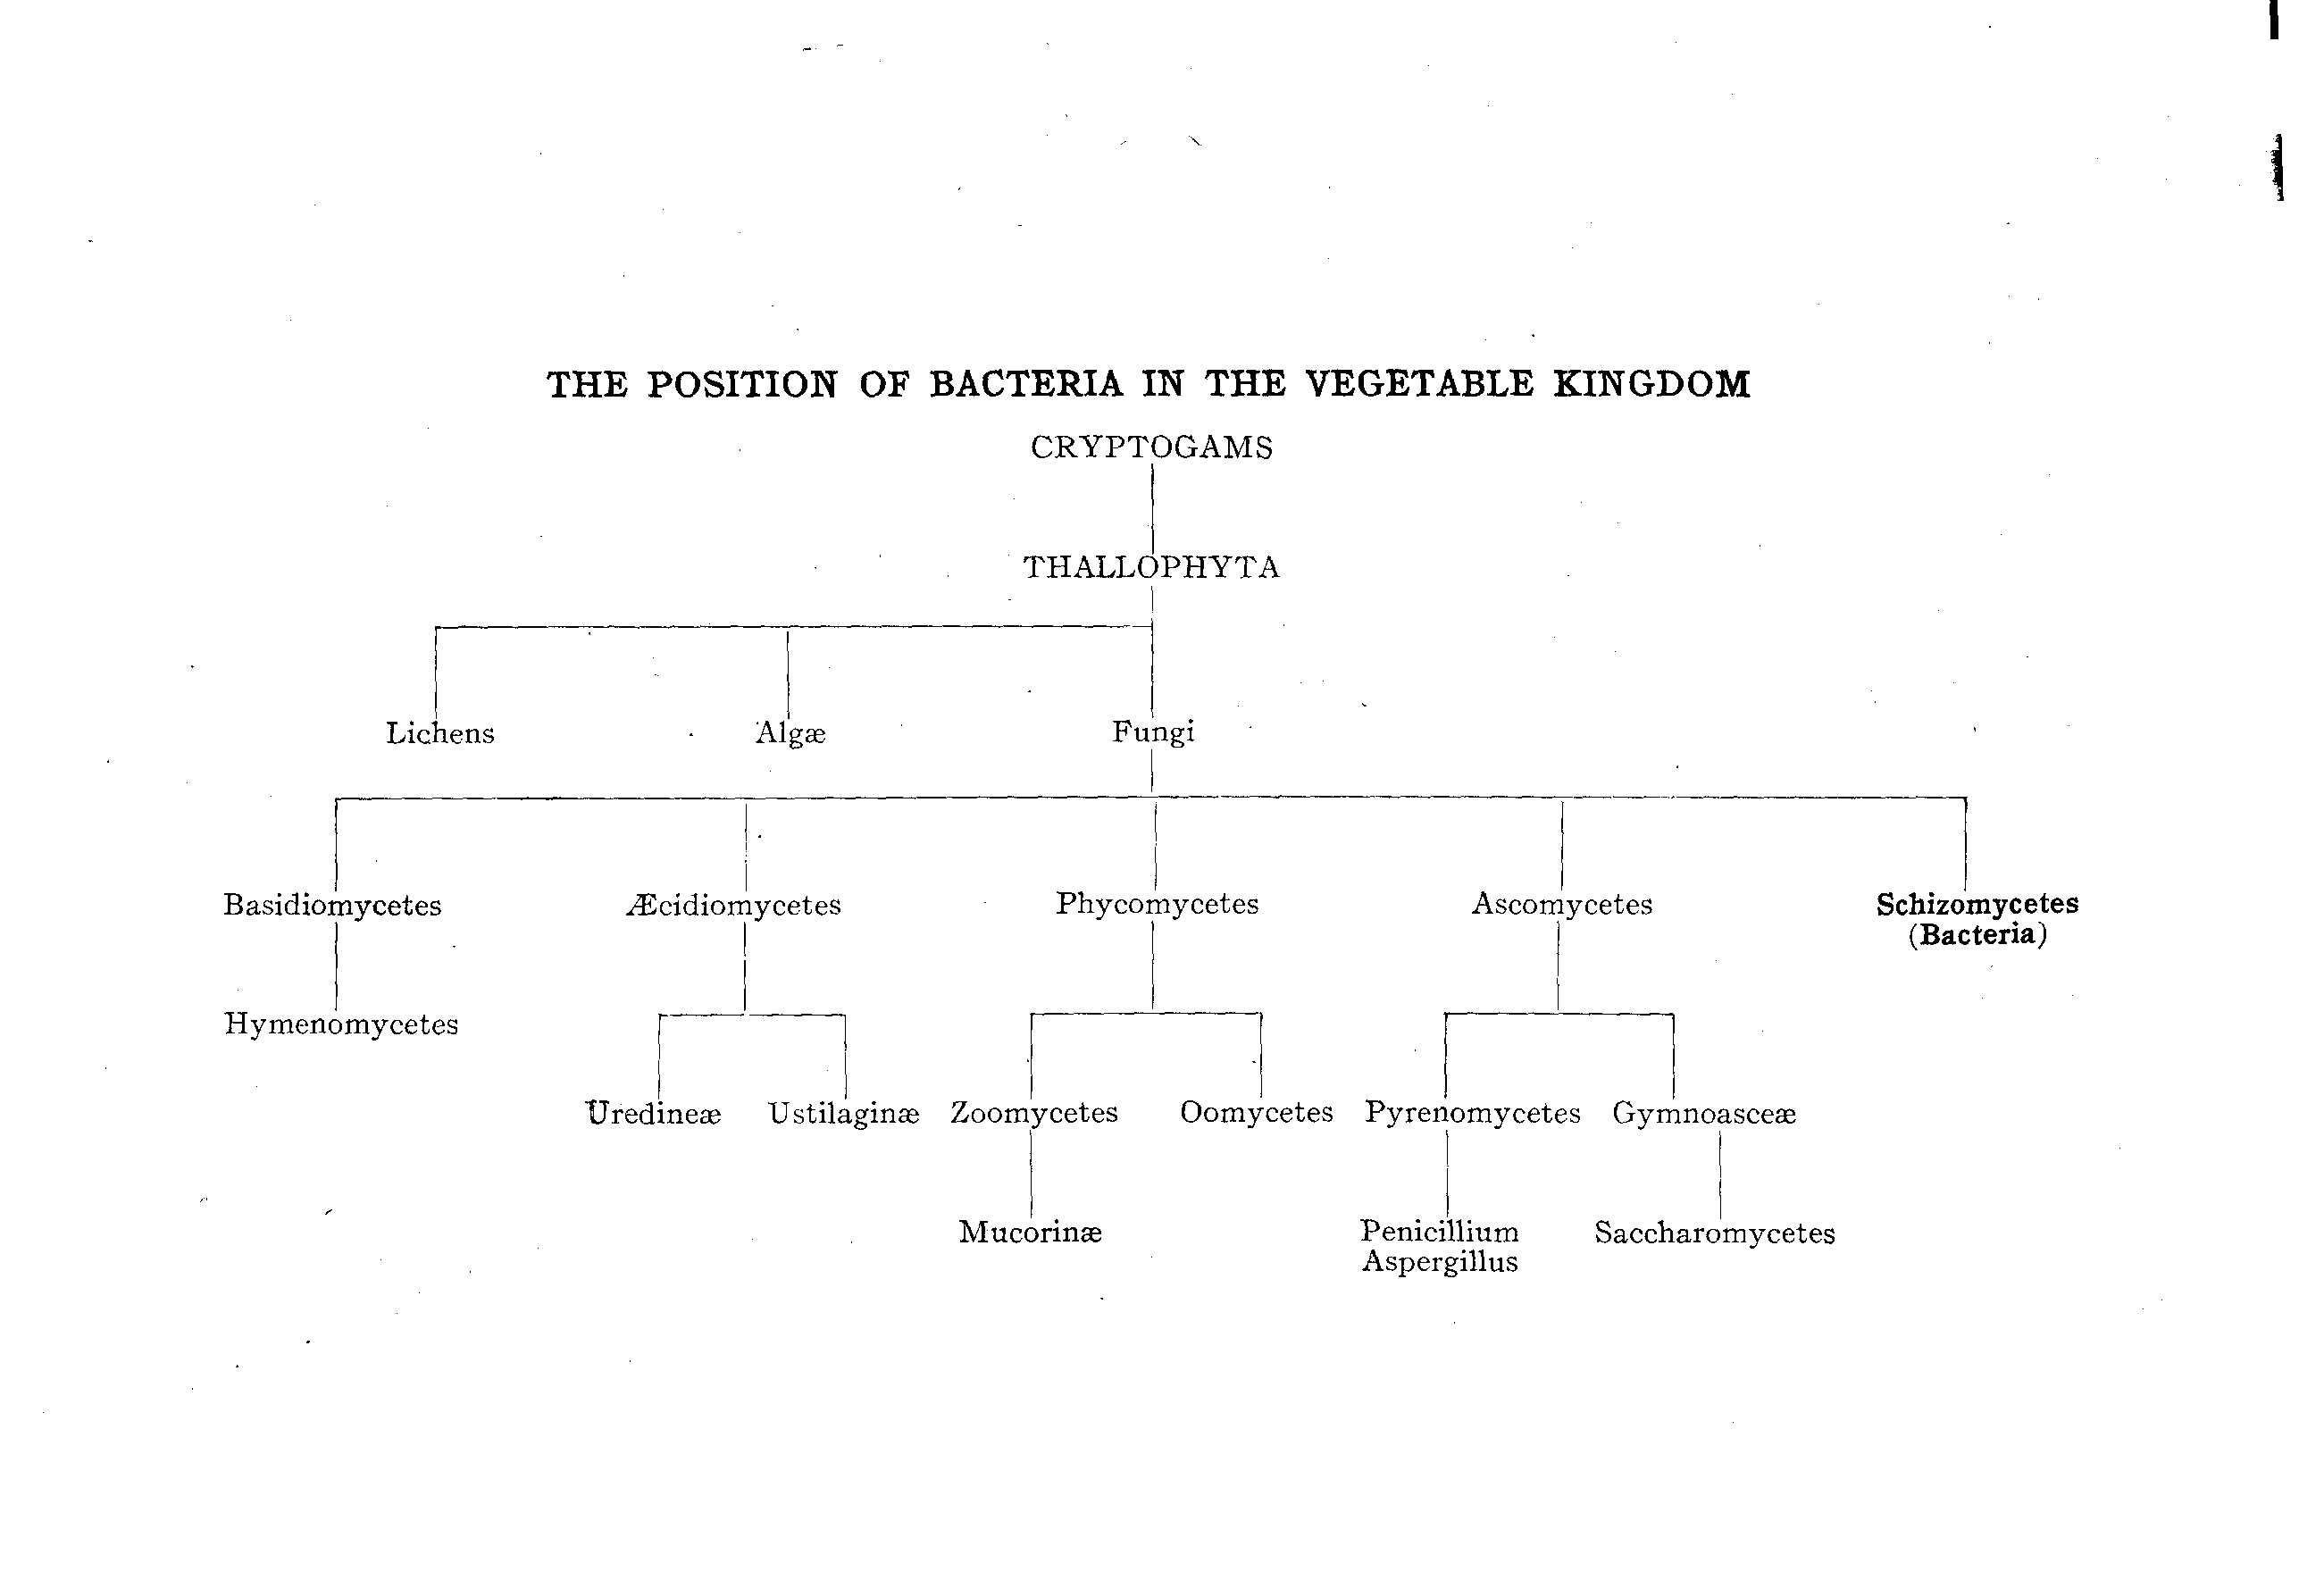 THE POSITION OF BACTERIA IN THE VEGETABLE KINGDOM
CRYPTOGAMS
THALLOPHYTA
Lichens Algæ Fungi
Basidiomycetes Æcidiomycetes Phycomycetes Ascomycetes Schizomycetes
(Bacteria)
Hymenomycetes
Uredineæ Ustilaginæ Zoomycetes Oomycetes Pyrenomycetes Gymnoasceæ
Mucorinæ Penicillium Saccharomycetes
Aspergillus